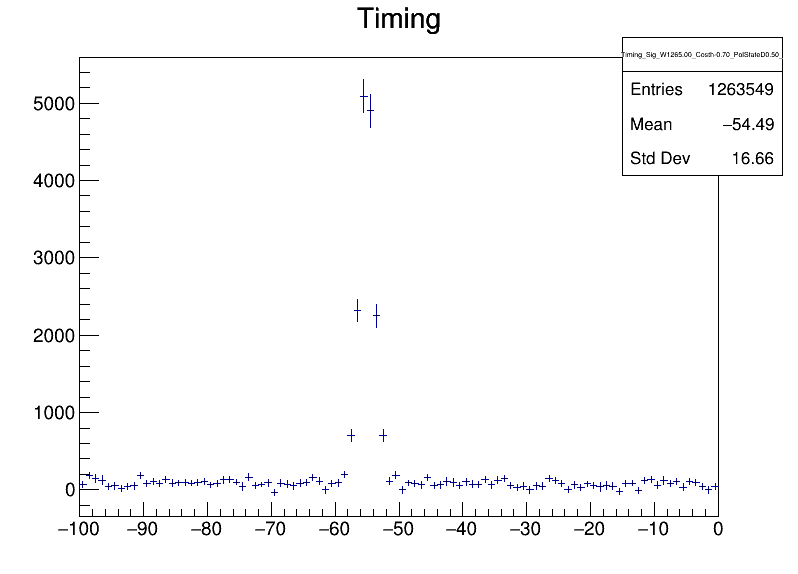 Timing
Timing_Sig_W1265.00_Costh-0.70_PolStateD0.50_
Entries 1263549
Mean −54.49
Std Dev 16.66
5000
4000
3000
2000
1000
0
−100 −90 −80 −70 −60 −50 −40 −30 −20 −10 0